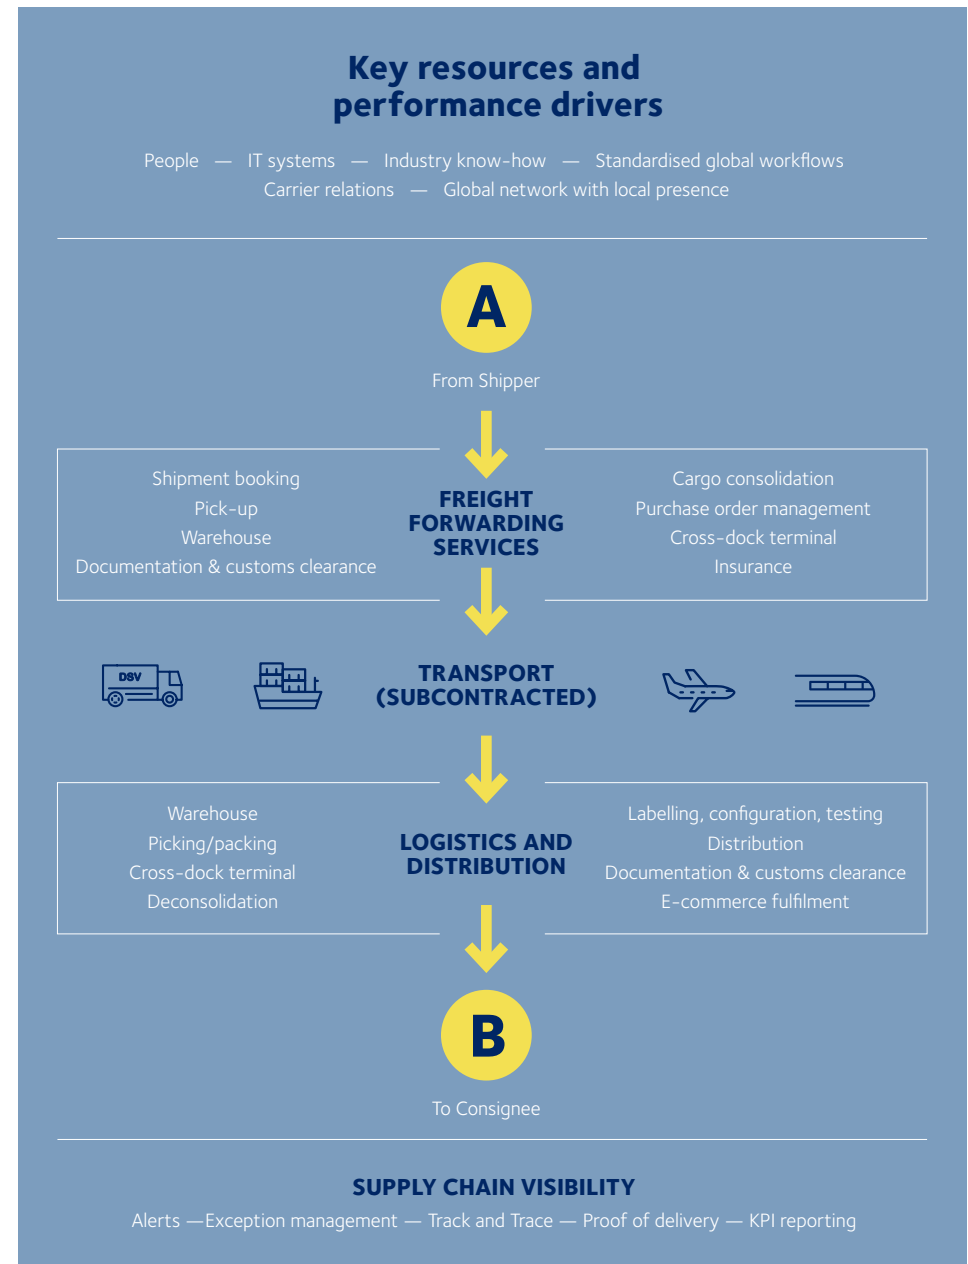 Key resources and
performance drivers
People — IT systems — Industry know-how — Standardised global workflows
Carrier relations — Global network with local presence
A
From Shipper
Shipment booking
Pick-up
Warehouse
Documentation & customs clearance
FREIGHT
FORWARDING
SERVICES
Cargo consolidation
Purchase order management
Cross-dock terminal
Insurance
DSV
TRANSPORT
(SUBCONTRACTED)
Warehouse
Picking/packing
Cross-dock terminal
Deconsolidation
LOGISTICS AND
DISTRIBUTION
Labelling, configuration, testing
Distribution
Documentation & customs clearance
E-commerce fulfilment
B
To Consignee
SUPPLY CHAIN VISIBILITY
Alerts —Exception management — Track and Trace — Proof of delivery — KPI reporting